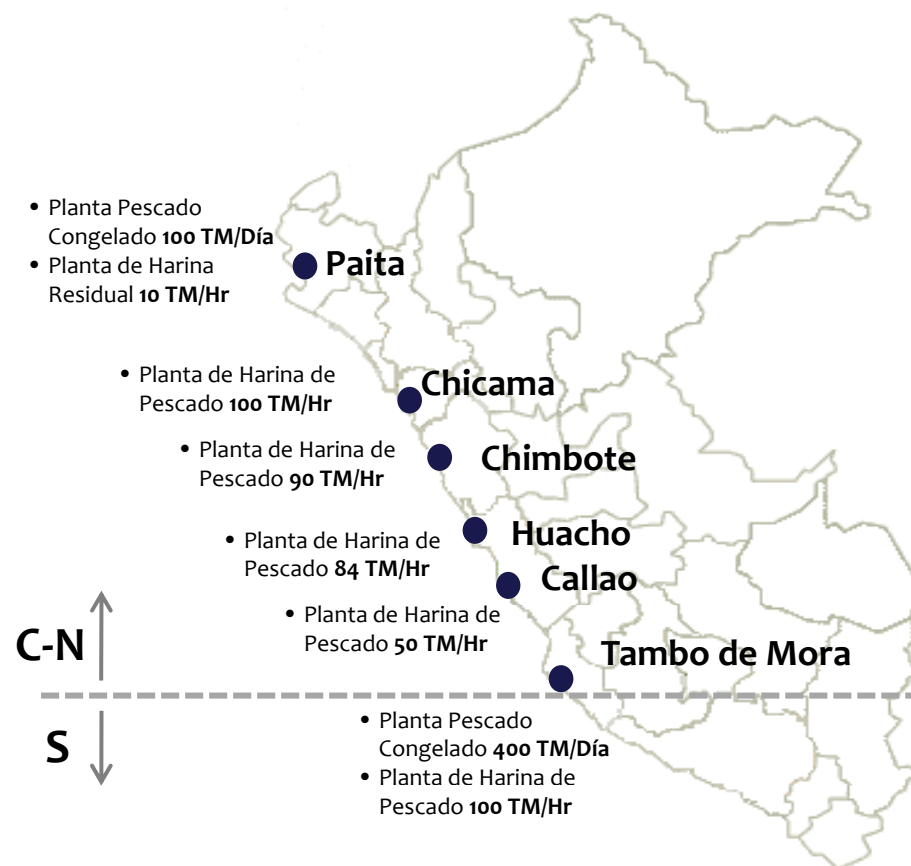 • Planta Pescado
Congelado 100 TM/Día
• Planta de Harina
Residual 10 TM/Hr
Paita
• Planta de Harina de
Pescado 100 TM/Hr
Chicama
• Planta de Harina de
Pescado 90 TM/Hr
Chimbote
• Planta de Harina de
Pescado 84 TM/Hr
Huacho
Callao
• Planta de Harina de
Pescado 50 TM/Hr
C-N
Tambo de Mora
S
• Planta Pescado
Congelado 400 TM/Día
• Planta de Harina de
Pescado 100 TM/Hr